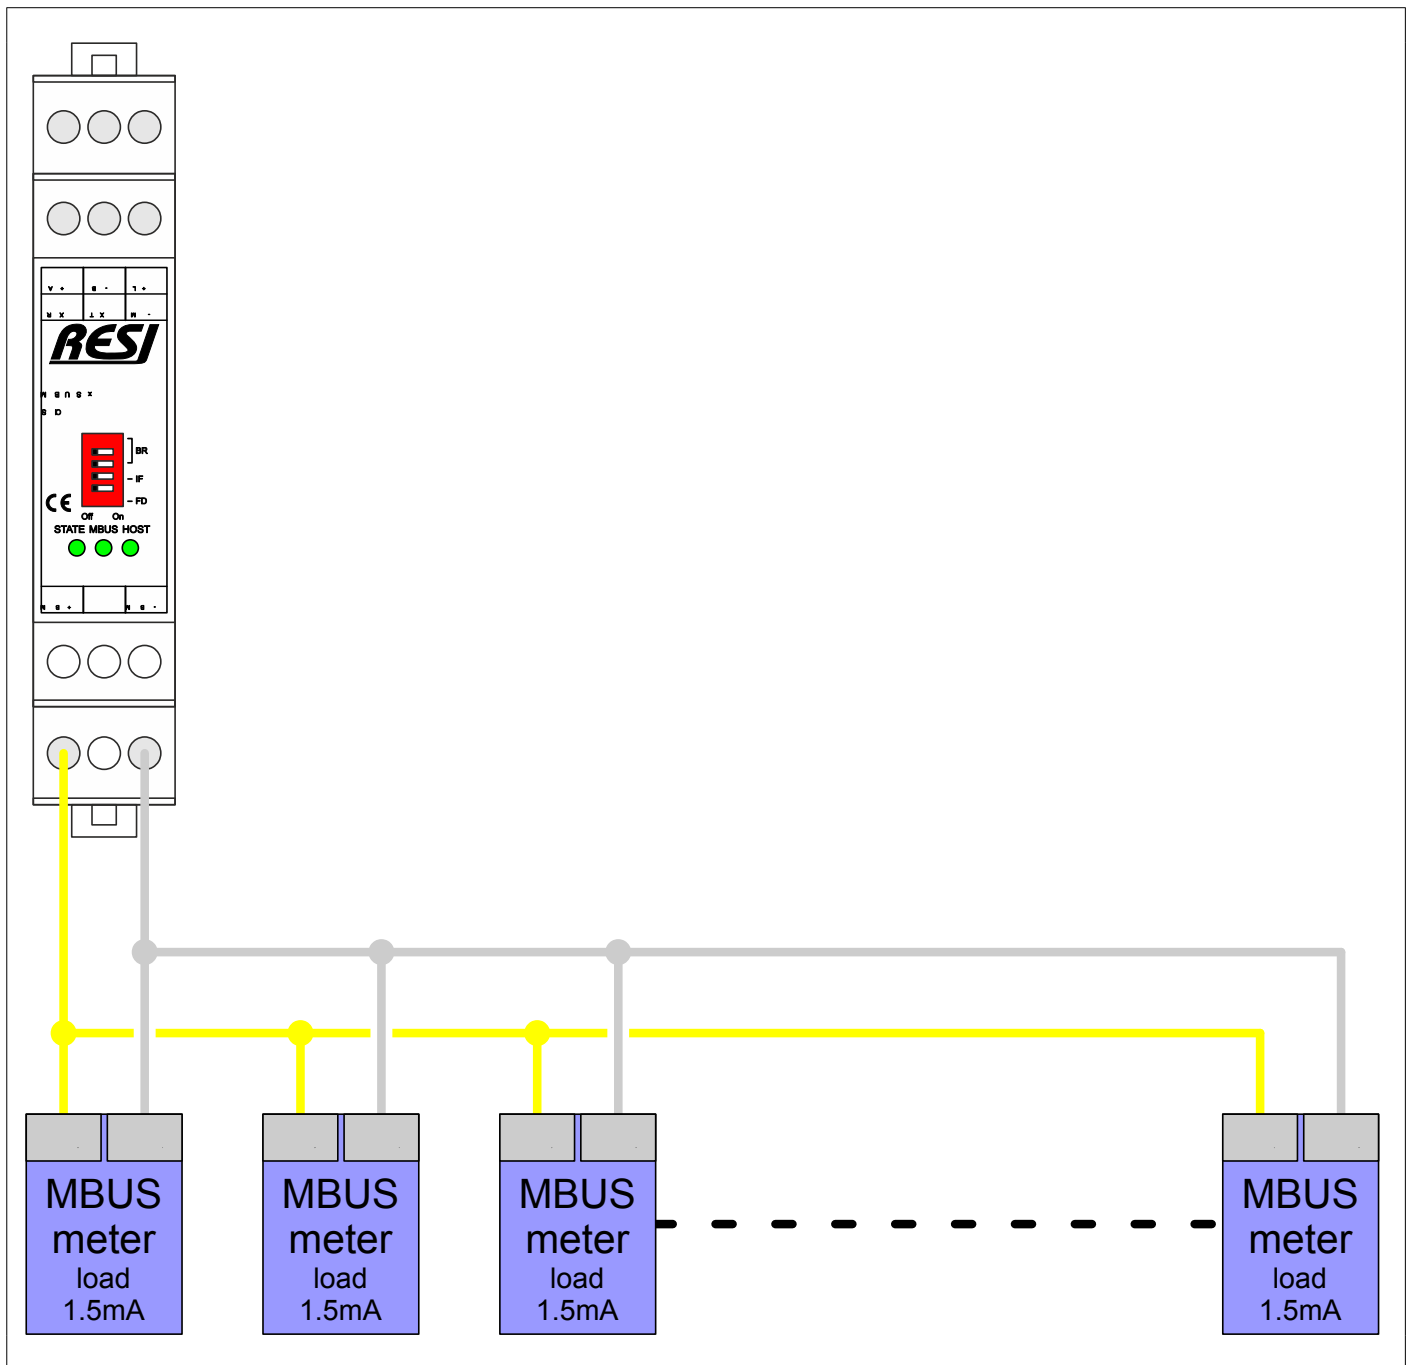 A + B - L +
R X T X M -
RESI
M B U S x
BR
IF
CE
FD
Off On
STATE MBUS HOST
M B + M B -
MBUS
meter
load
1.5mA
MBUS
meter
load
1.5mA
MBUS
meter
load
1.5mA
MBUS
meter
load
1.5mA